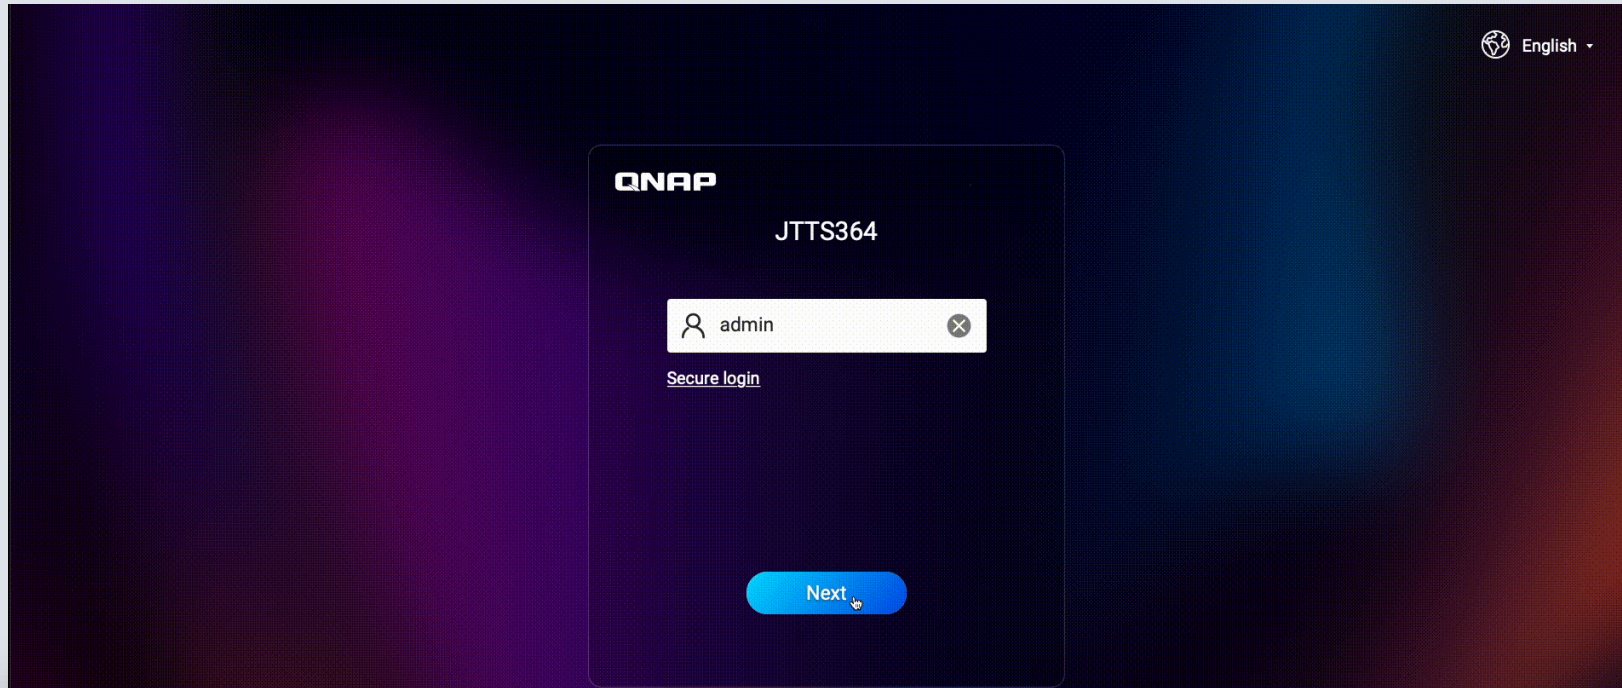 English
QNAP
JTTS364
admin
Secure login
Next